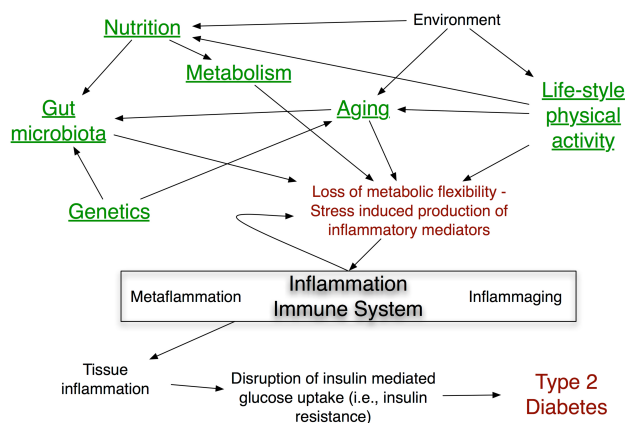 Environment
Nutrition
Metabolism
Life-style
physical
activity
Gut
microbiota
Aging
Genetics
Loss of metabolic flexibility -
Stress induced production of
inflammatory mediators
Metaflammation
Inflammation
Immune System
Inflammaging
Tissue
inflammation
Disruption of insulin mediated
glucose uptake (i.e., insulin
resistance)
Type 2
Diabetes